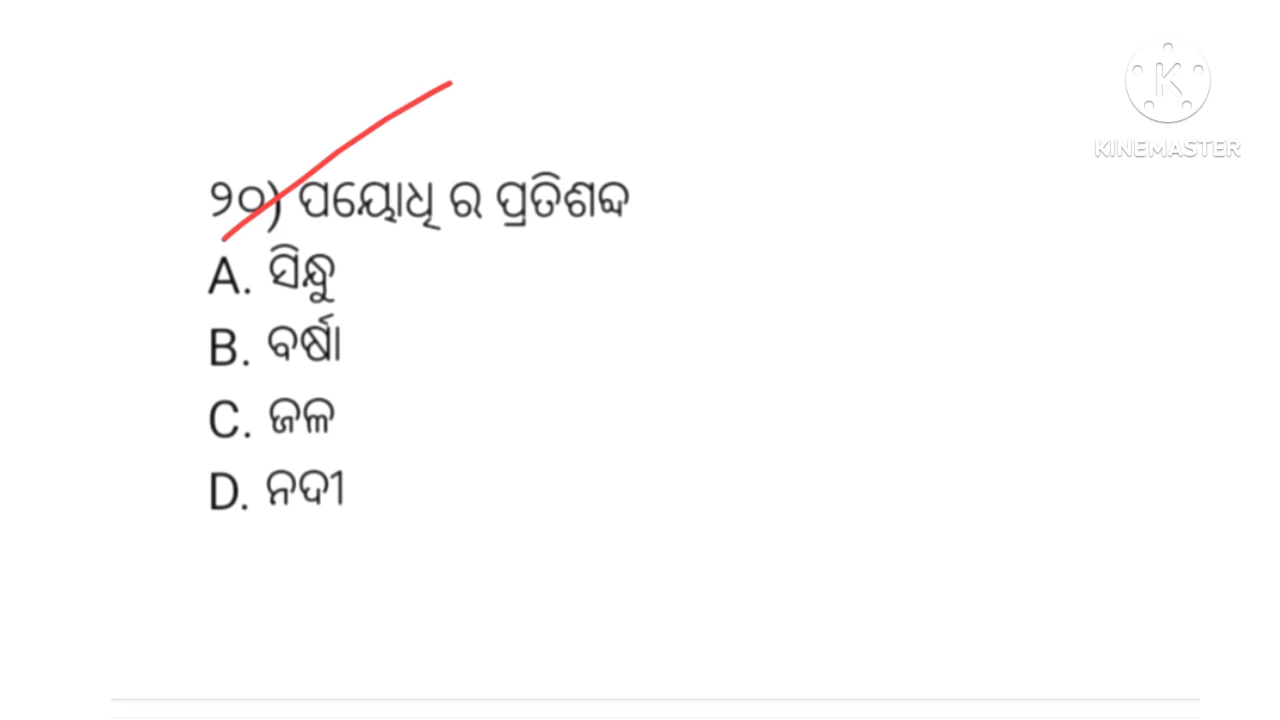 ୨୦) ପୟୋଧି ର ପ୍ରତିଶବ୍ଦ
A. ସିନ୍ଧୁ
B. ବର୍ଷା
C. ଜଳ
D. ନଦୀ
K
KINEMASTER